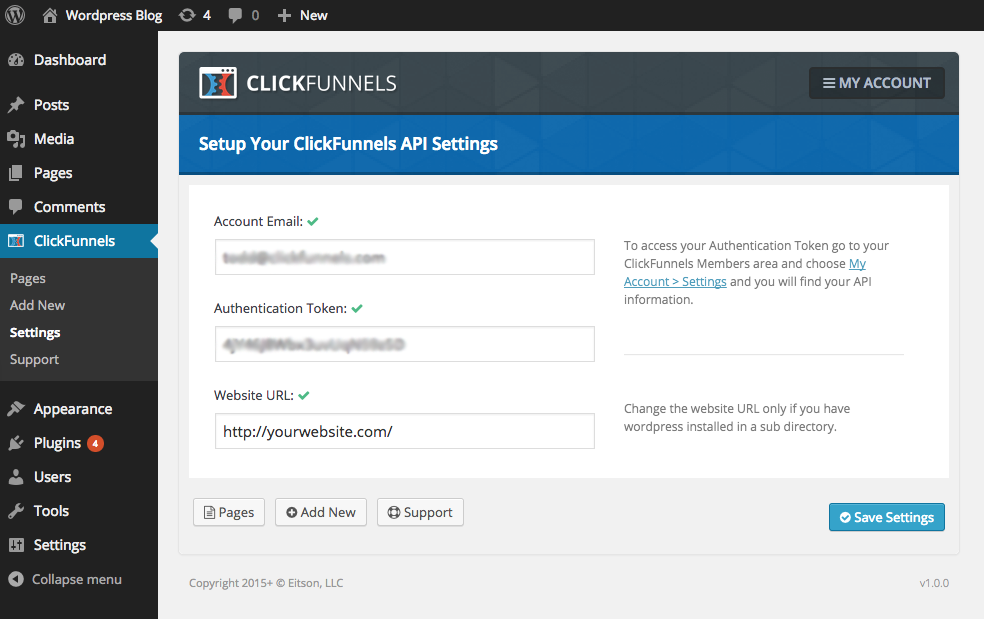 Wordpress Blog 4 0 New
Dashboard
Posts
Media
Pages
Comments
ClickFunnels
Pages
Add New
Settings
Support
Appearance
Plugins 4
Users
Tools
Settings
Collapse menu
CLICKFUNNELS
MY ACCOUNT
Setup Your ClickFunnels API Settings
Account Email:
To access your Authentication Token go to your
ClickFunnels Members area and choose My
Account > Settings and you will find your API
information.
Authentication Token:
Website URL:
http://yourwebsite.com/
Change the website URL only if you have
wordpress installed in a sub directory.
Pages
Add New
Support
Save Settings
Copyright 2015+ © Eitson, LLC
v1.0.0